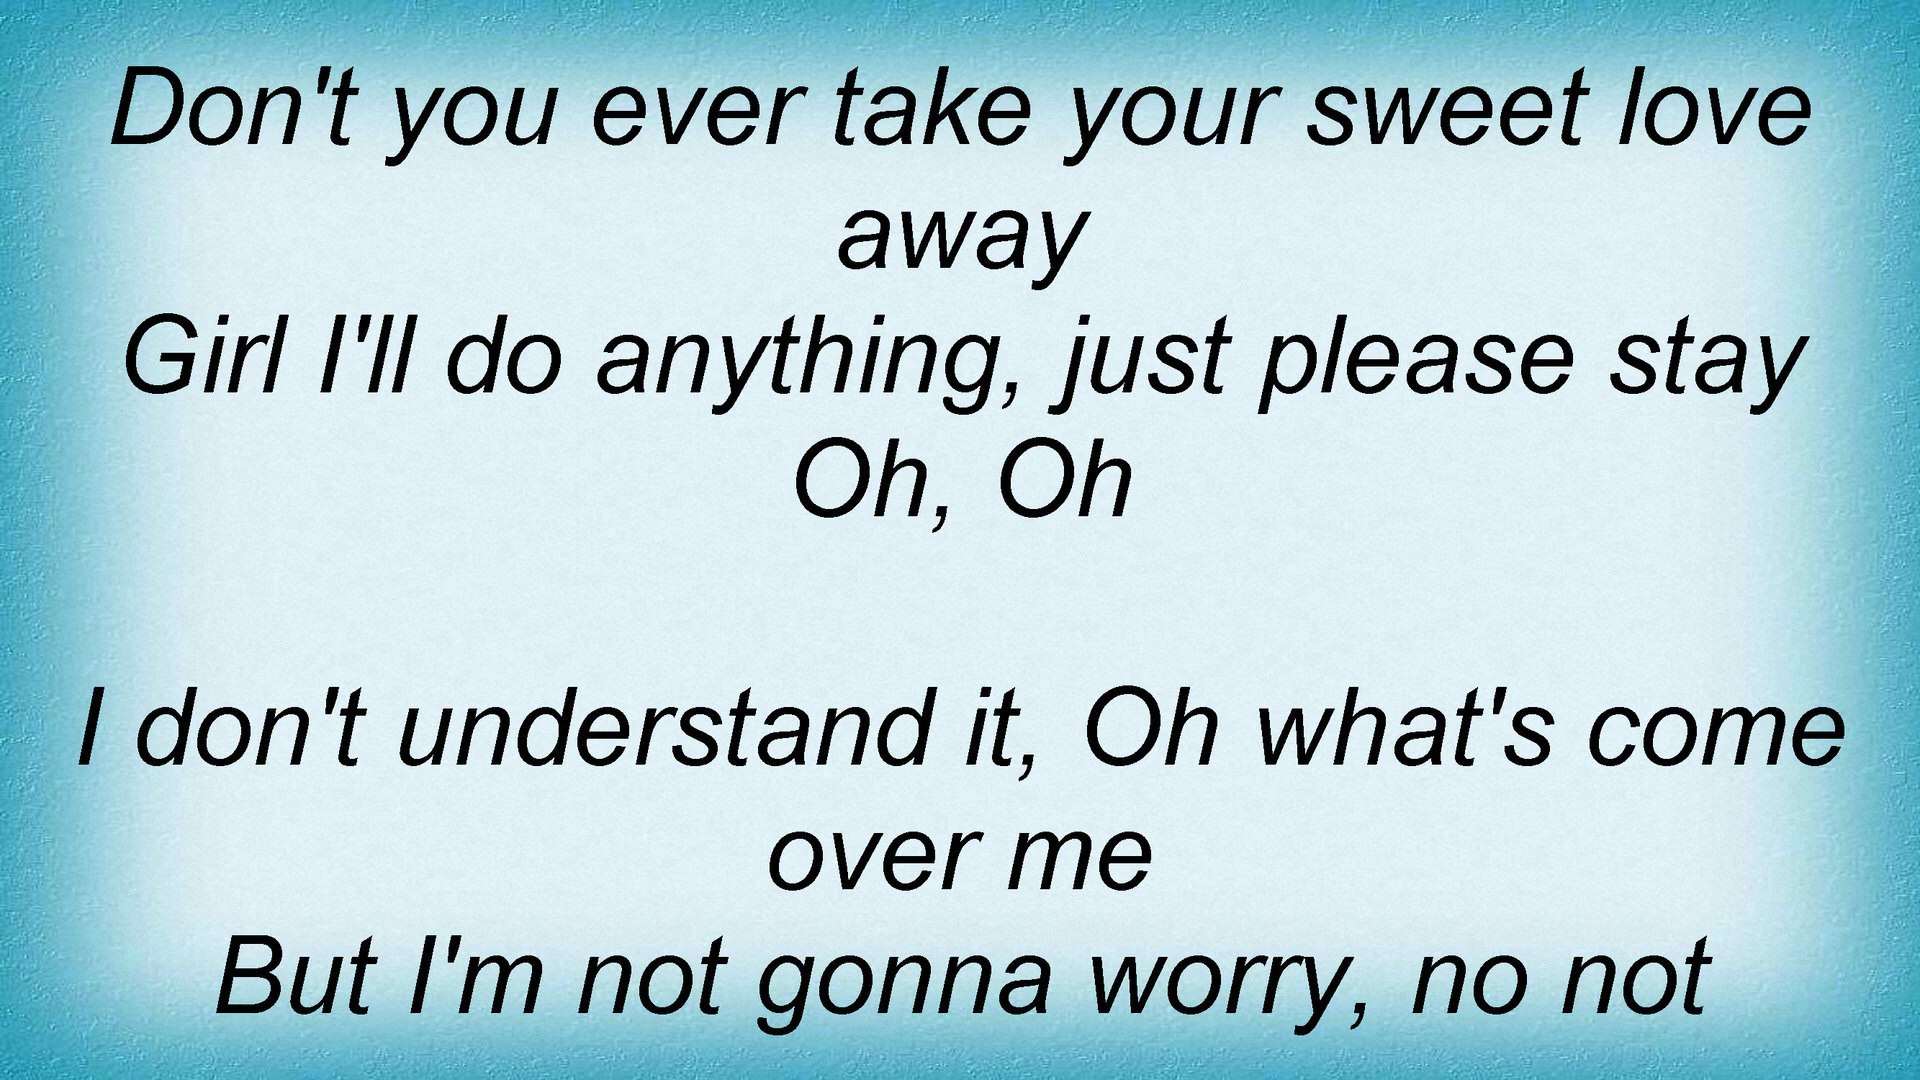 Don't you ever take your sweet love
away
Girl I'll do anything, just please stay
Oh, Oh
I don't understand it, Oh what's come
over me
But I'm not gonna worry, no not